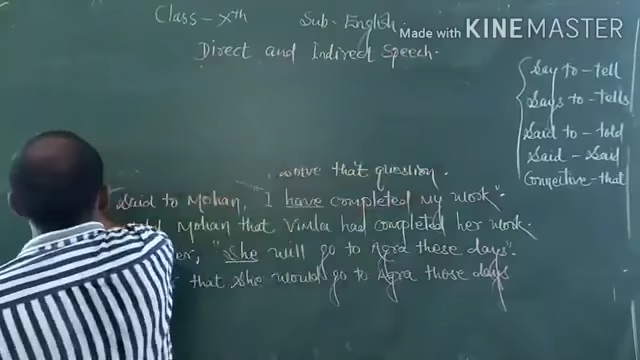 Class - Xth Sub - English.
Made with KINEMASTER
Direct and Indirect Speech.
Say to - tell
Says to - tells
Said to - told
Said - Said
Connective - that
solve that question.
Said to Mohan, I have completed my work".
Mohan that Vimla had completed her work.
"She will go to Agra these days".
that She would go to Agra those days